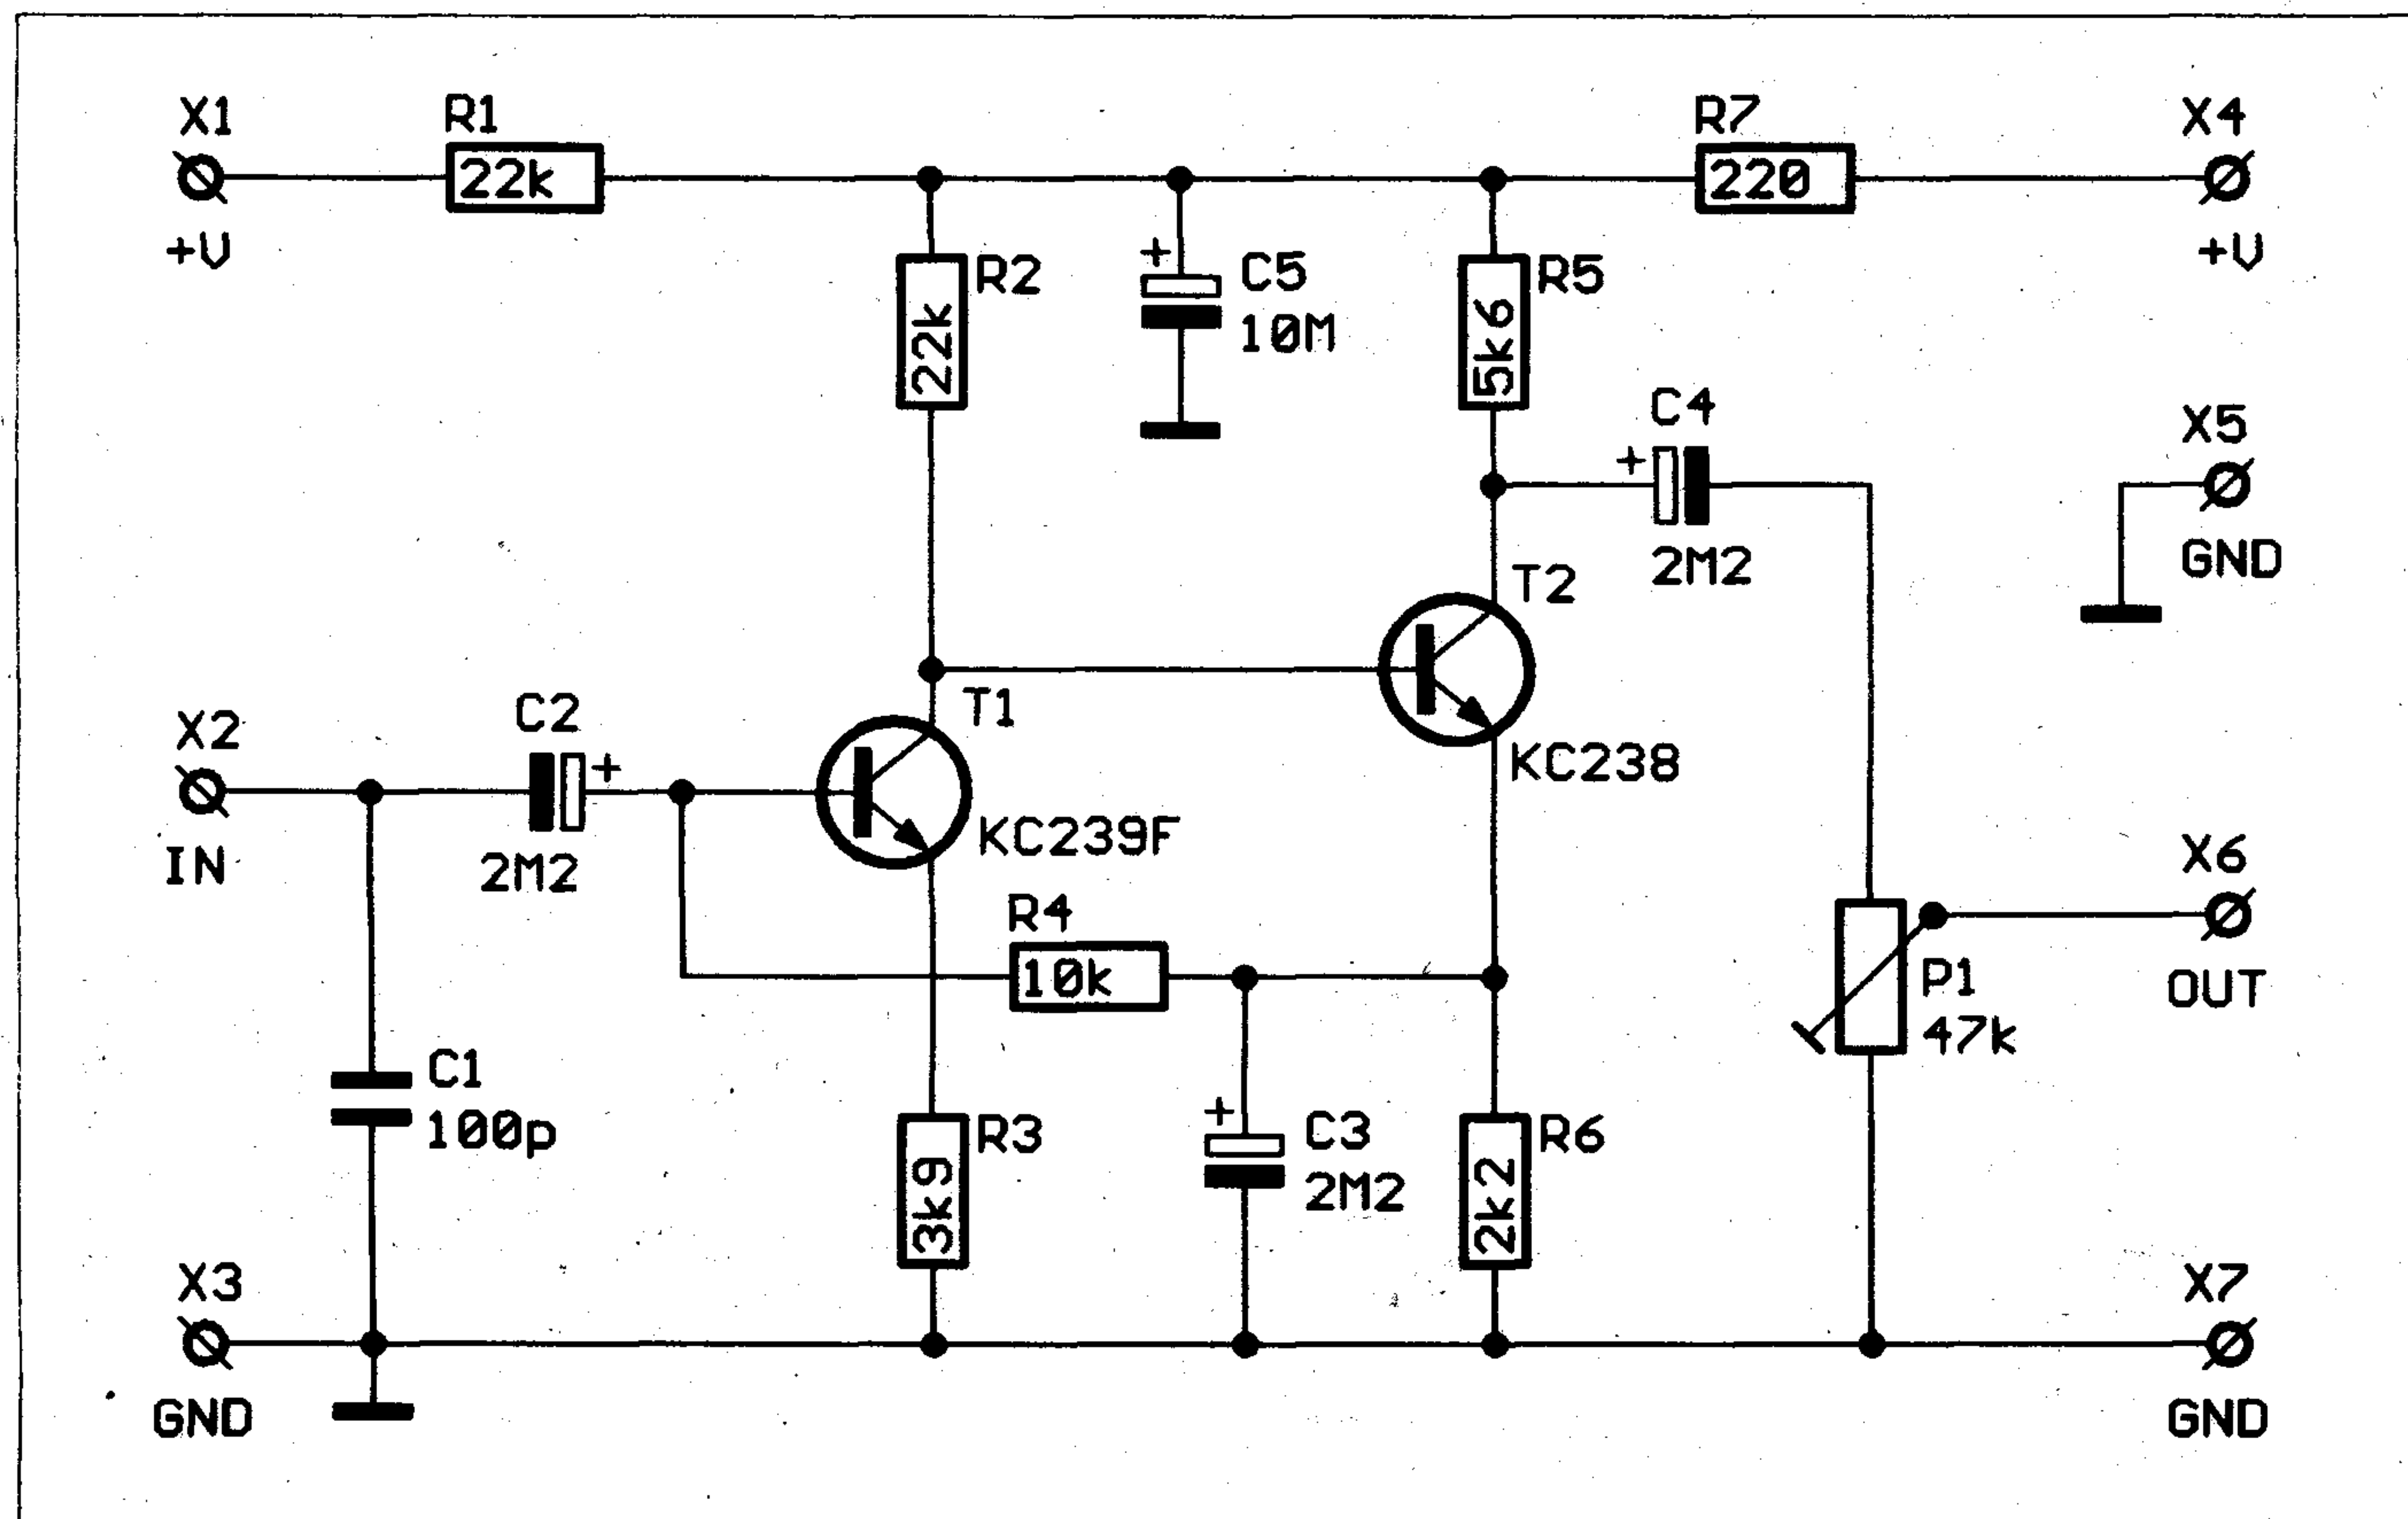 X1
+V
R1
22k
R7
220
X4
+V
R2
22k
C5
+
10M
R5
5k6
C4
+
2M2
X5
GND
T2
KC238
X2
IN
C2
+
2M2
T1
KC239F
R4
10k
X6
OUT
P1
47k
C1
100p
R3
3k9
+
C3
2M2
R6
2k2
X3
GND
X7
GND